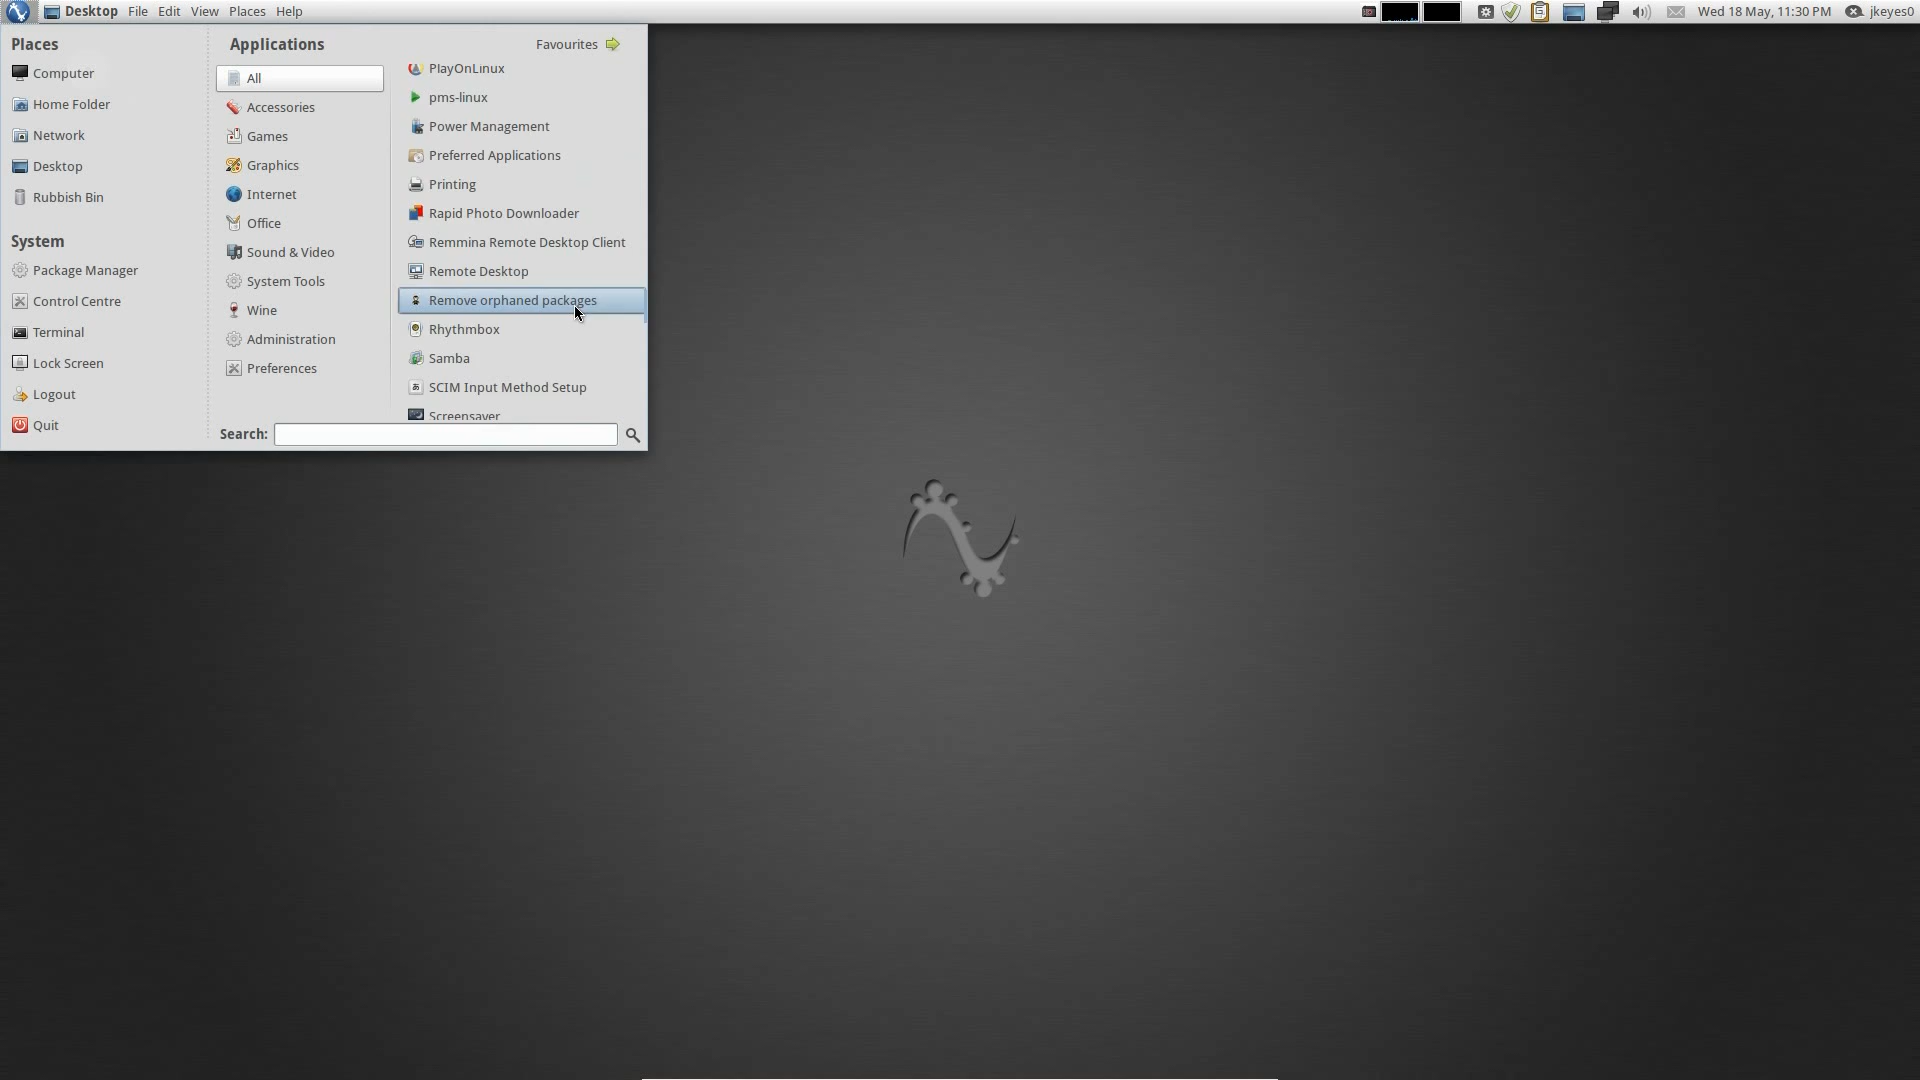 Desktop File Edit View Places Help
Wed 18 May, 11:30 PM jkeyes0
Places
Computer
Home Folder
Network
Desktop
Rubbish Bin
System
Package Manager
Control Centre
Terminal
Lock Screen
Logout
Quit
Applications
Favourites
All
Accessories
Games
Graphics
Internet
Office
Sound & Video
System Tools
Wine
Administration
Preferences
PlayOnLinux
pms-linux
Power Management
Preferred Applications
Printing
Rapid Photo Downloader
Remmina Remote Desktop Client
Remote Desktop
Remove orphaned packages
Rhythmbox
Samba
SCIM Input Method Setup
Screensaver
Search: